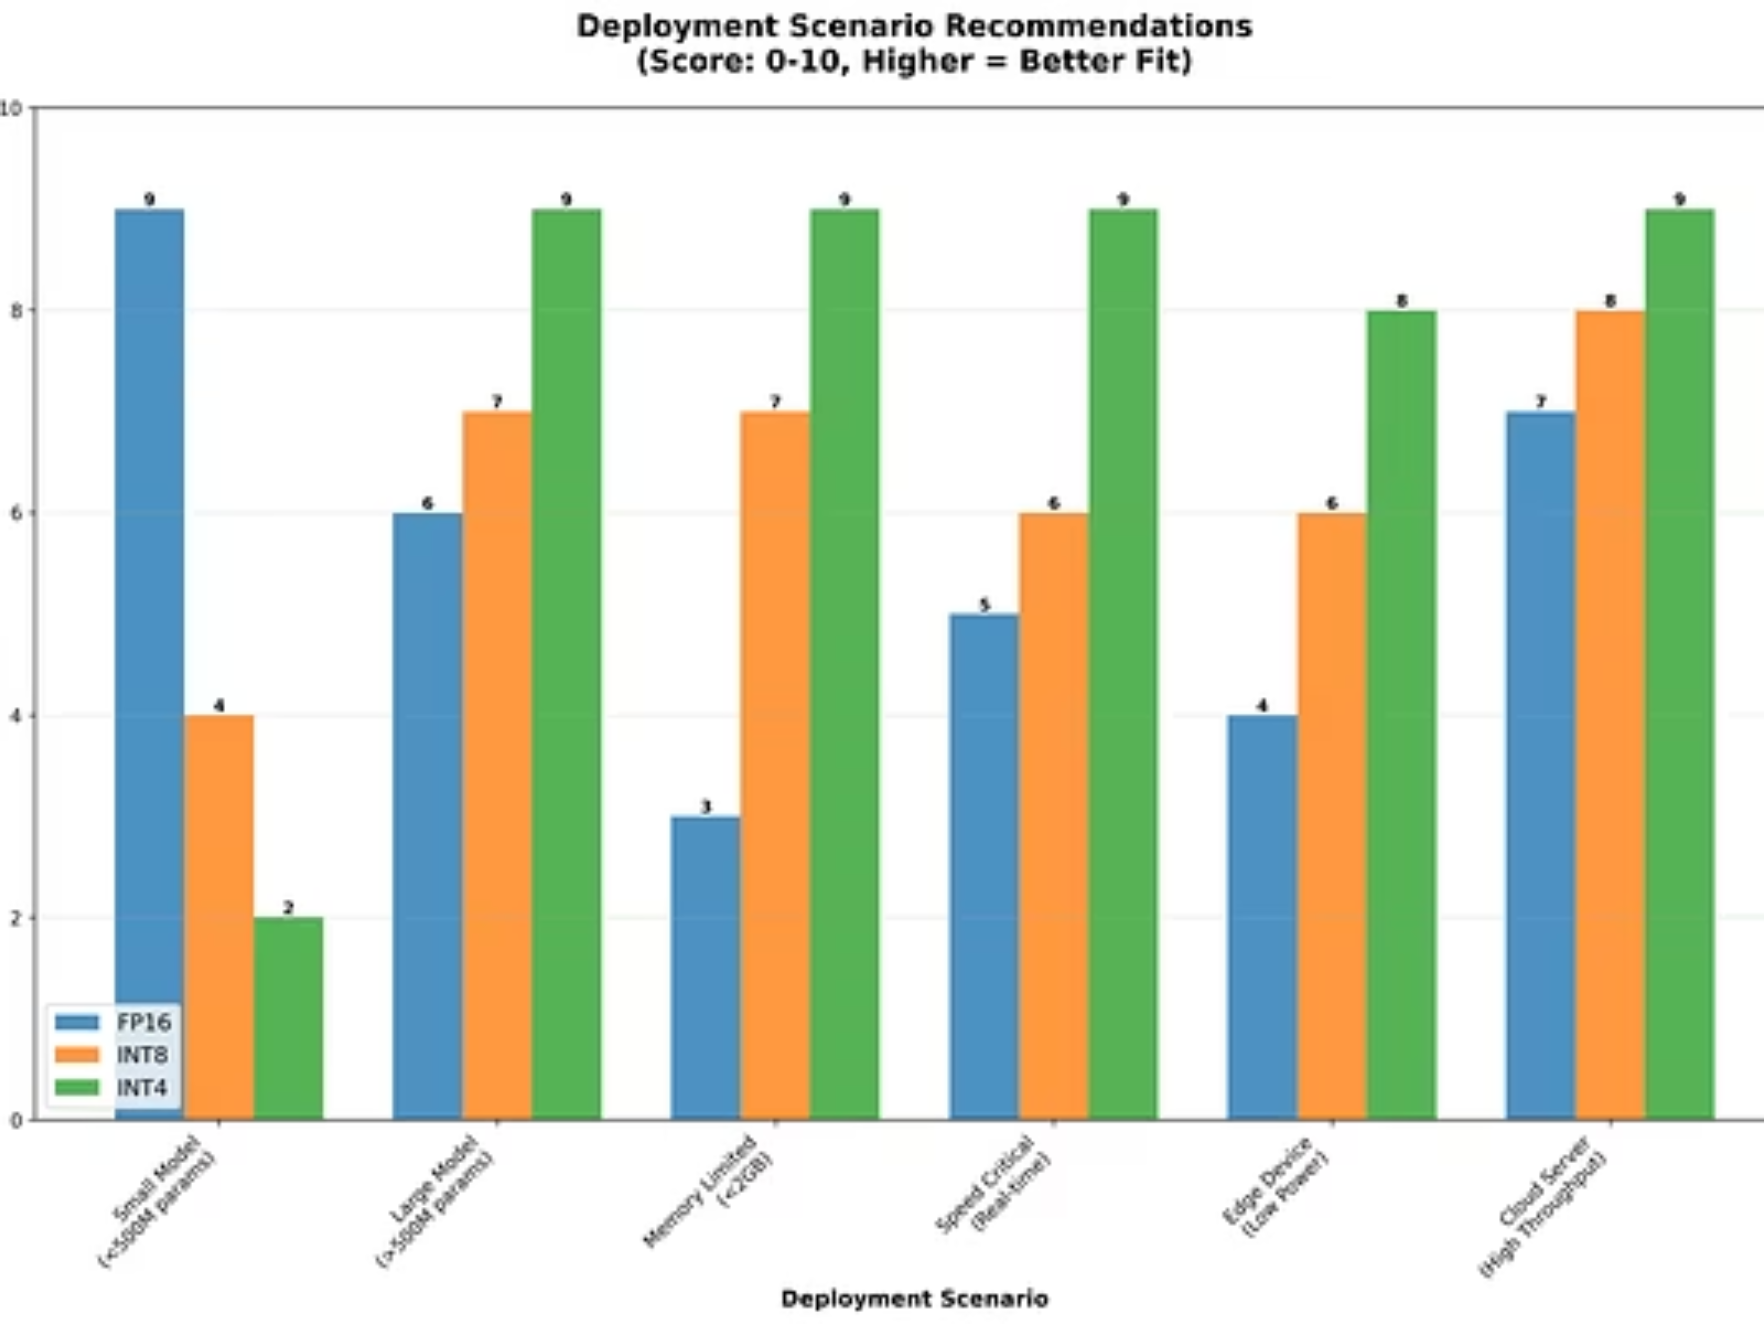 Deployment Scenario Recommendations
(Score: 0-10, Higher = Better Fit)
10
8
6
4
2
0
9
4
2
6
7
9
3
7
9
5
6
9
4
6
8
7
8
9
FP16
INT8
INT4
Small Model
(<500M params)
Large Model
(>500M params)
Memory Limited
(<2GB)
Speed Critical
(Real-time)
Edge Device
(Low Power)
Cloud Server
(High Throughput)
Deployment Scenario